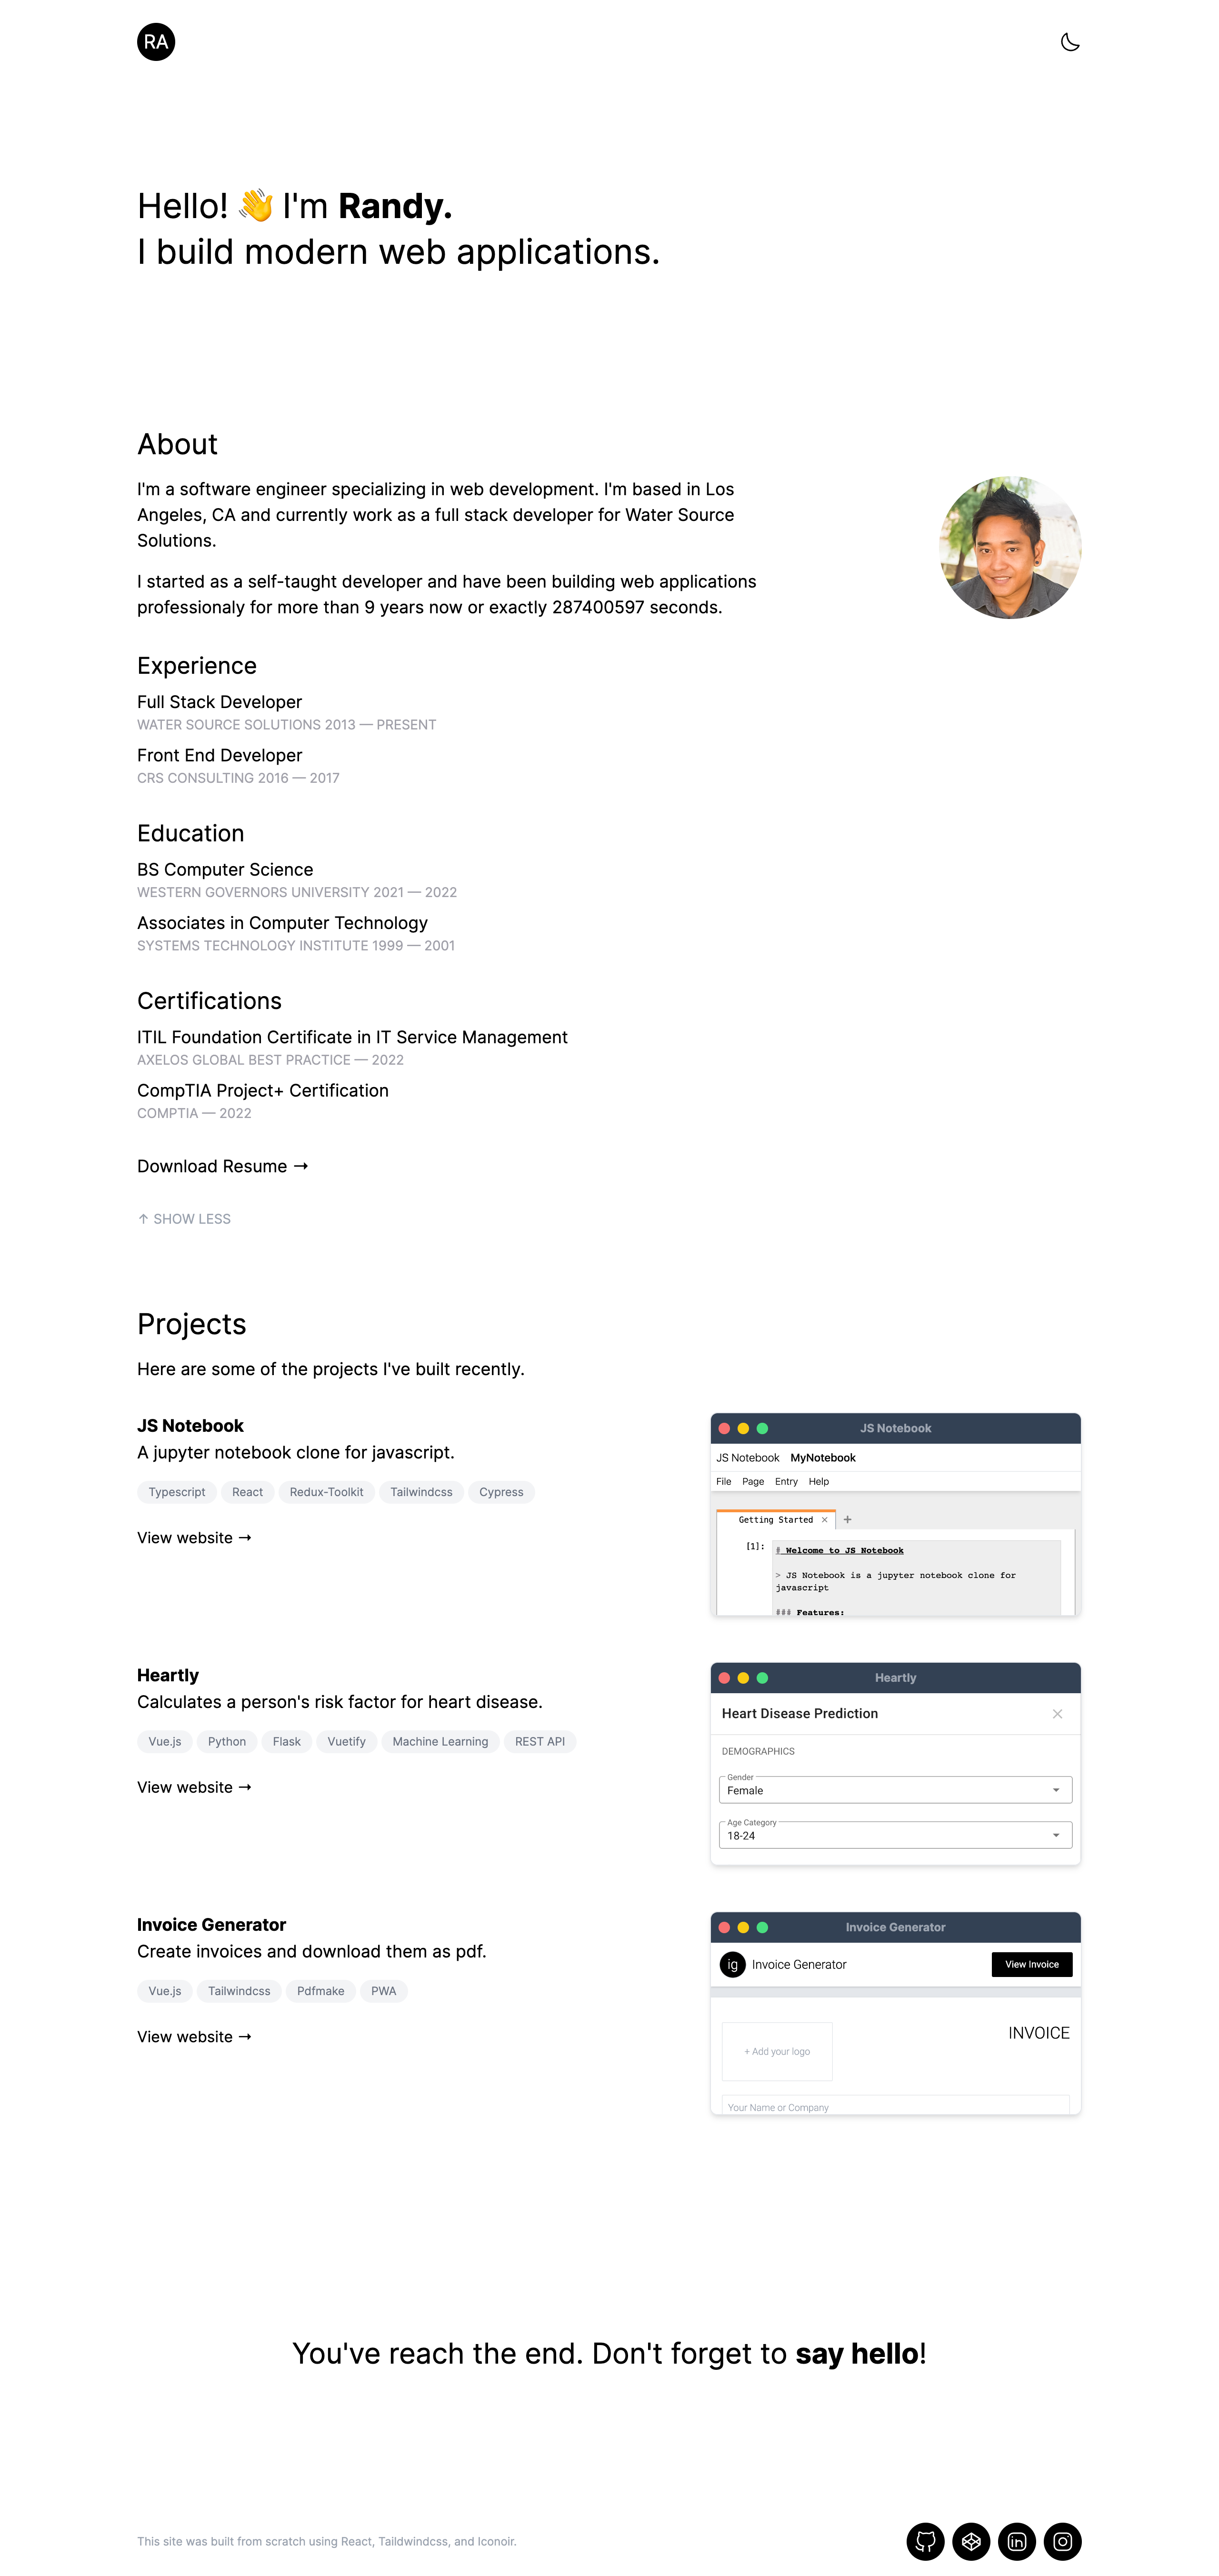 RA
Hello! 👋 I'm Randy.
I build modern web applications.
About
I'm a software engineer specializing in web development. I'm based in Los
Angeles, CA and currently work as a full stack developer for Water Source
Solutions.
I started as a self-taught developer and have been building web applications
professionaly for more than 9 years now or exactly 287400597 seconds.
Experience
Full Stack Developer
WATER SOURCE SOLUTIONS 2013 — PRESENT
Front End Developer
CRS CONSULTING 2016 — 2017
Education
BS Computer Science
WESTERN GOVERNORS UNIVERSITY 2021 — 2022
Associates in Computer Technology
SYSTEMS TECHNOLOGY INSTITUTE 1999 — 2001
Certifications
ITIL Foundation Certificate in IT Service Management
AXELOS GLOBAL BEST PRACTICE — 2022
CompTIA Project+ Certification
COMPTIA — 2022
Download Resume →
↑ SHOW LESS
Projects
Here are some of the projects I've built recently.
JS Notebook
A jupyter notebook clone for javascript.
Typescript React Redux-Toolkit Tailwindcss Cypress
View website →
JS Notebook
JS Notebook MyNotebook
File Page Entry Help
Getting Started × +
[1]: # Welcome to JS Notebook
> JS Notebook is a jupyter notebook clone for
javascript
### Features:
Heartly
Calculates a person's risk factor for heart disease.
Vue.js Python Flask Vuetify Machine Learning REST API
View website →
Heartly
Heart Disease Prediction
DEMOGRAPHICS
Gender
Female
Age Category
18-24
Invoice Generator
Create invoices and download them as pdf.
Vue.js Tailwindcss Pdfmake PWA
View website →
Invoice Generator
ig Invoice Generator View Invoice
INVOICE
+ Add your logo
Your Name or Company
You've reach the end. Don't forget to say hello!
This site was built from scratch using React, Taildwindcss, and Iconoir.
in